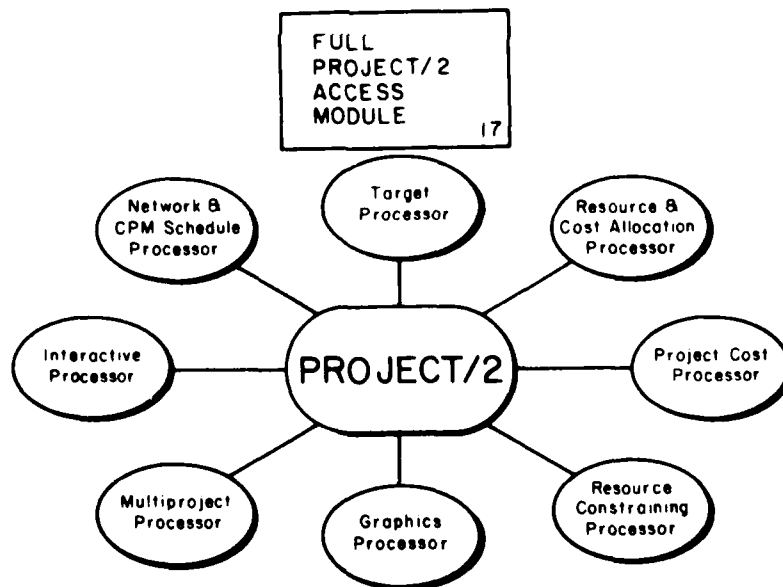 FULL
PROJECT/2
ACCESS
MODULE
17
Target
Processor
Network &
CPM Schedule
Processor
Resource &
Cost Allocation
Processor
Interactive
Processor
PROJECT/2
Project Cost
Processor
Multiproject
Processor
Graphics
Processor
Resource
Constraining
Processor